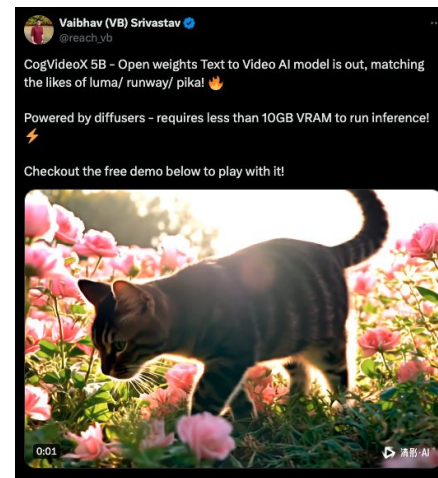 Vaibhav (VB) Srivastav
@reach_vb
CogVideoX 5B - Open weights Text to Video AI model is out, matching
the likes of luma/ runway/ pika! 🔥
Powered by diffusers - requires less than 10GB VRAM to run inference!
⚡
Checkout the free demo below to play with it!
0:01
清影·AI